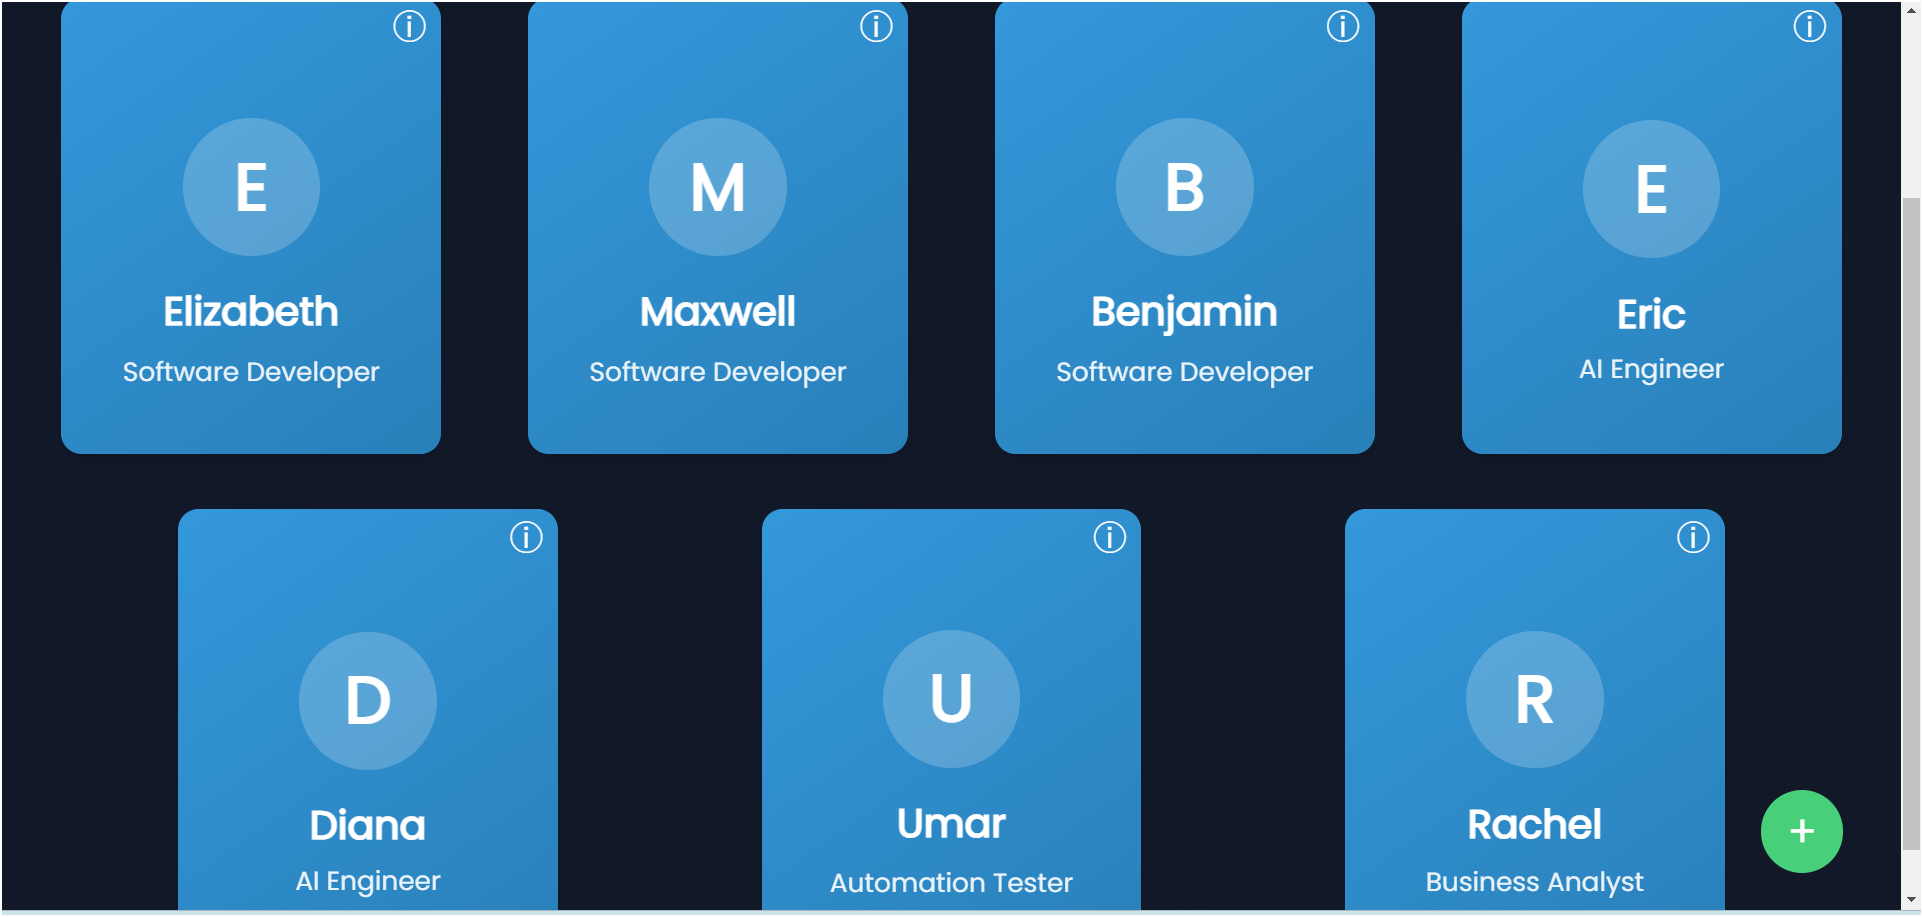 ⓘ ⓘ ⓘ ⓘ
E M B E
Elizabeth Maxwell Benjamin Eric
Software Developer Software Developer Software Developer AI Engineer
ⓘ ⓘ ⓘ
D U R
Diana Umar Rachel
+
AI Engineer Automation Tester Business Analyst